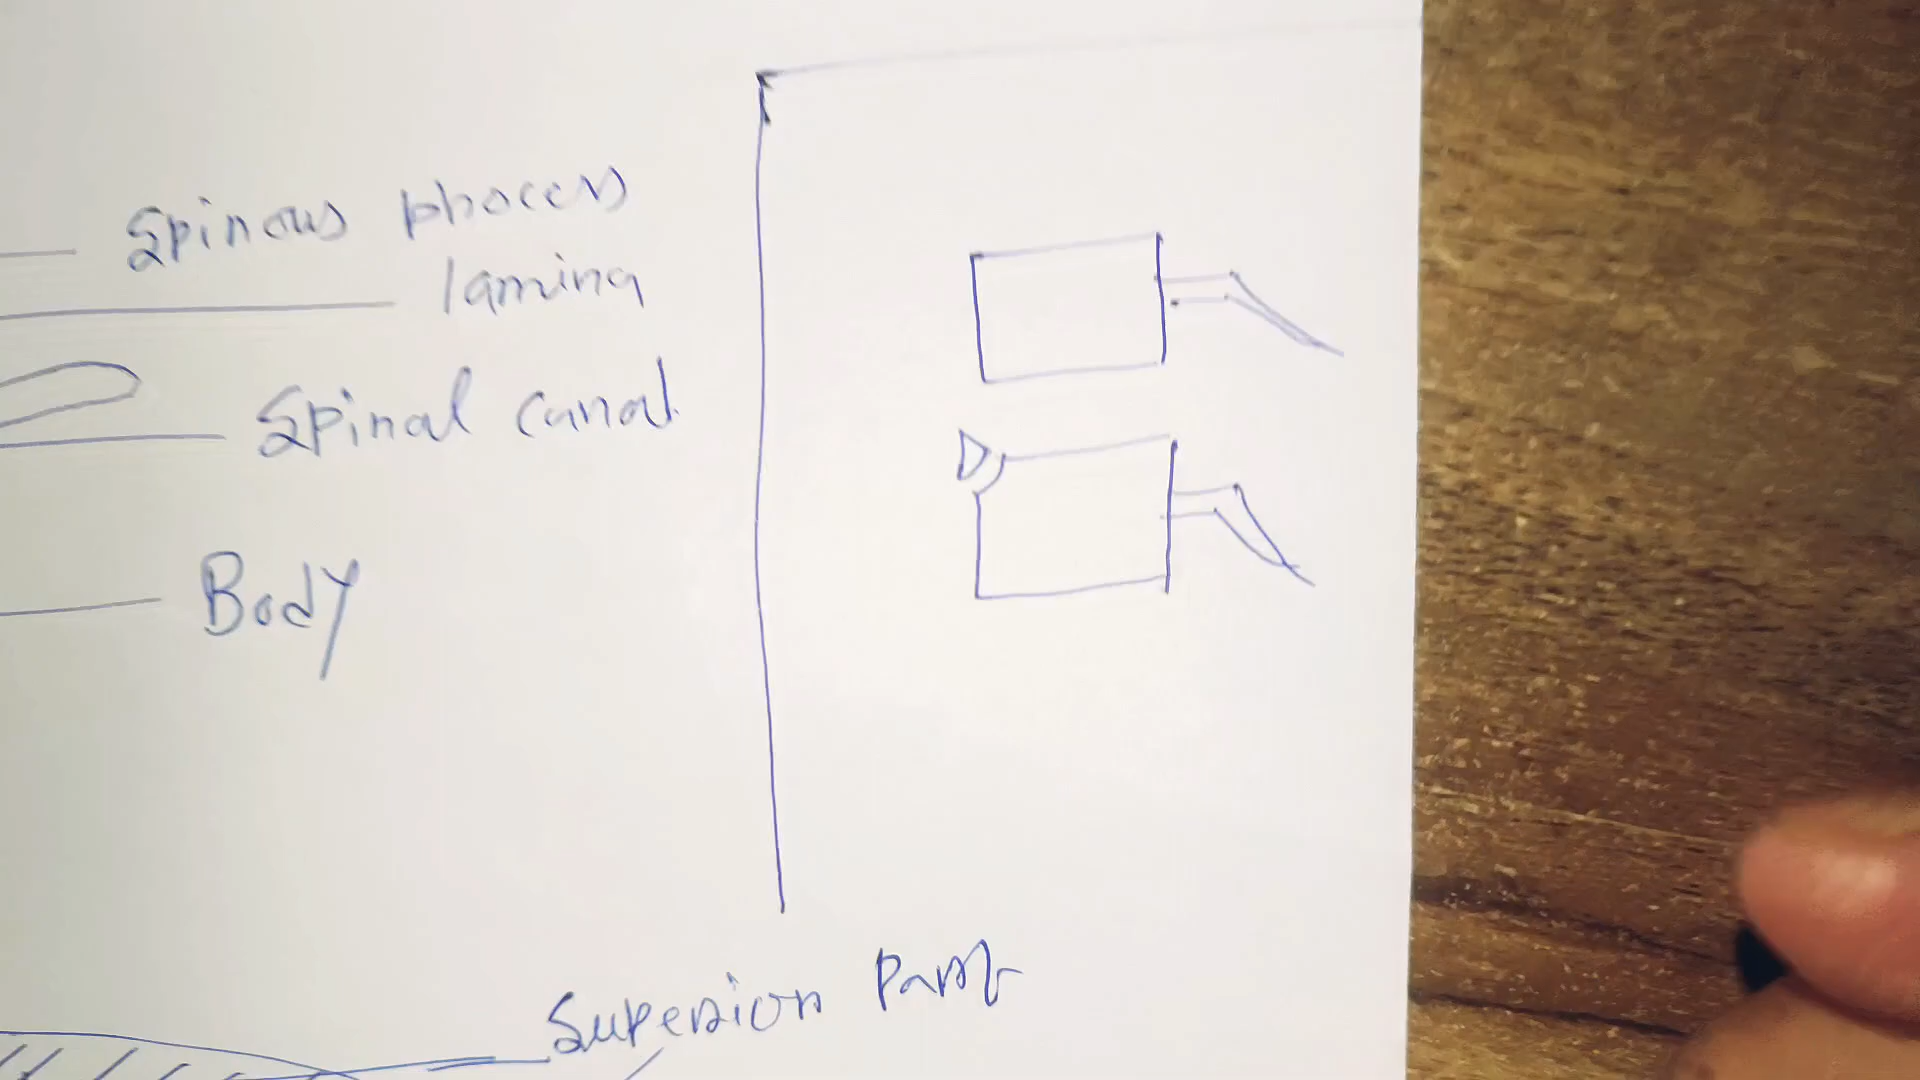 Spinous process
lamina
Spinal canal
Body
Superior Part